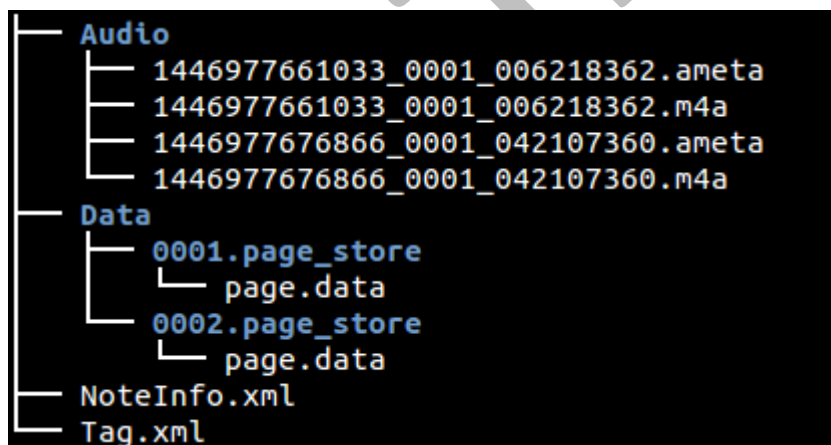 Audio
1446977661033_0001_006218362.ameta
1446977661033_0001_006218362.m4a
1446977676866_0001_042107360.ameta
1446977676866_0001_042107360.m4a
Data
0001.page_store
page.data
0002.page_store
page.data
NoteInfo.xml
Tag.xml